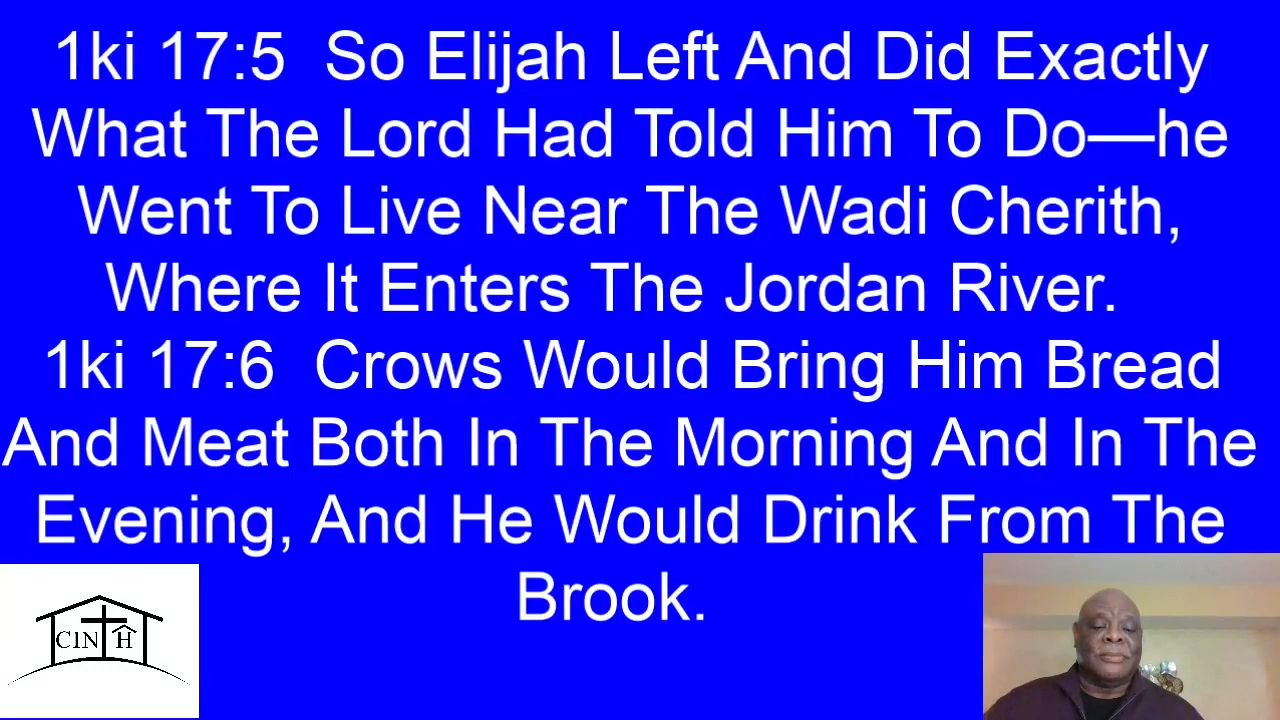 1ki 17:5  So Elijah Left And Did Exactly
What The Lord Had Told Him To Do—he
Went To Live Near The Wadi Cherith,
Where It Enters The Jordan River.
1ki 17:6  Crows Would Bring Him Bread
And Meat Both In The Morning And In The
Evening, And He Would Drink From The
Brook.
C1N H